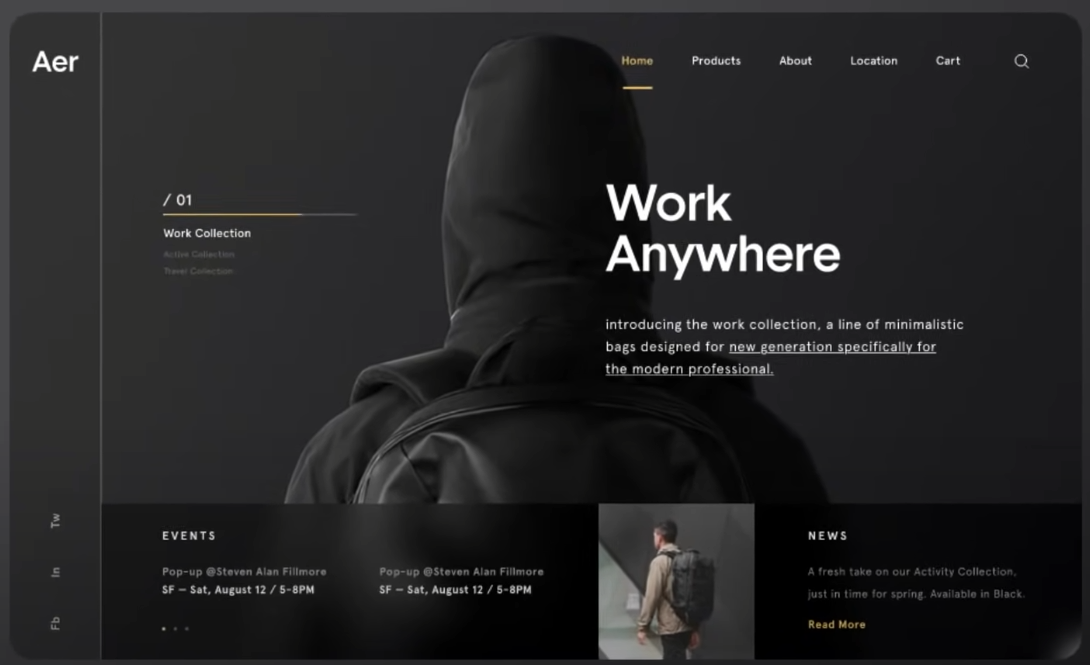 Aer
Home Products About Location Cart
/ 01
Work Collection
Active Collection
Travel Collection
Work
Anywhere
introducing the work collection, a line of minimalistic
bags designed for new generation specifically for
the modern professional.
Tw
In
Fb
EVENTS
Pop-up @Steven Alan Fillmore
SF — Sat, August 12 / 5-8PM
Pop-up @Steven Alan Fillmore
SF — Sat, August 12 / 5-8PM
NEWS
A fresh take on our Activity Collection,
just in time for spring. Available in Black.
Read More